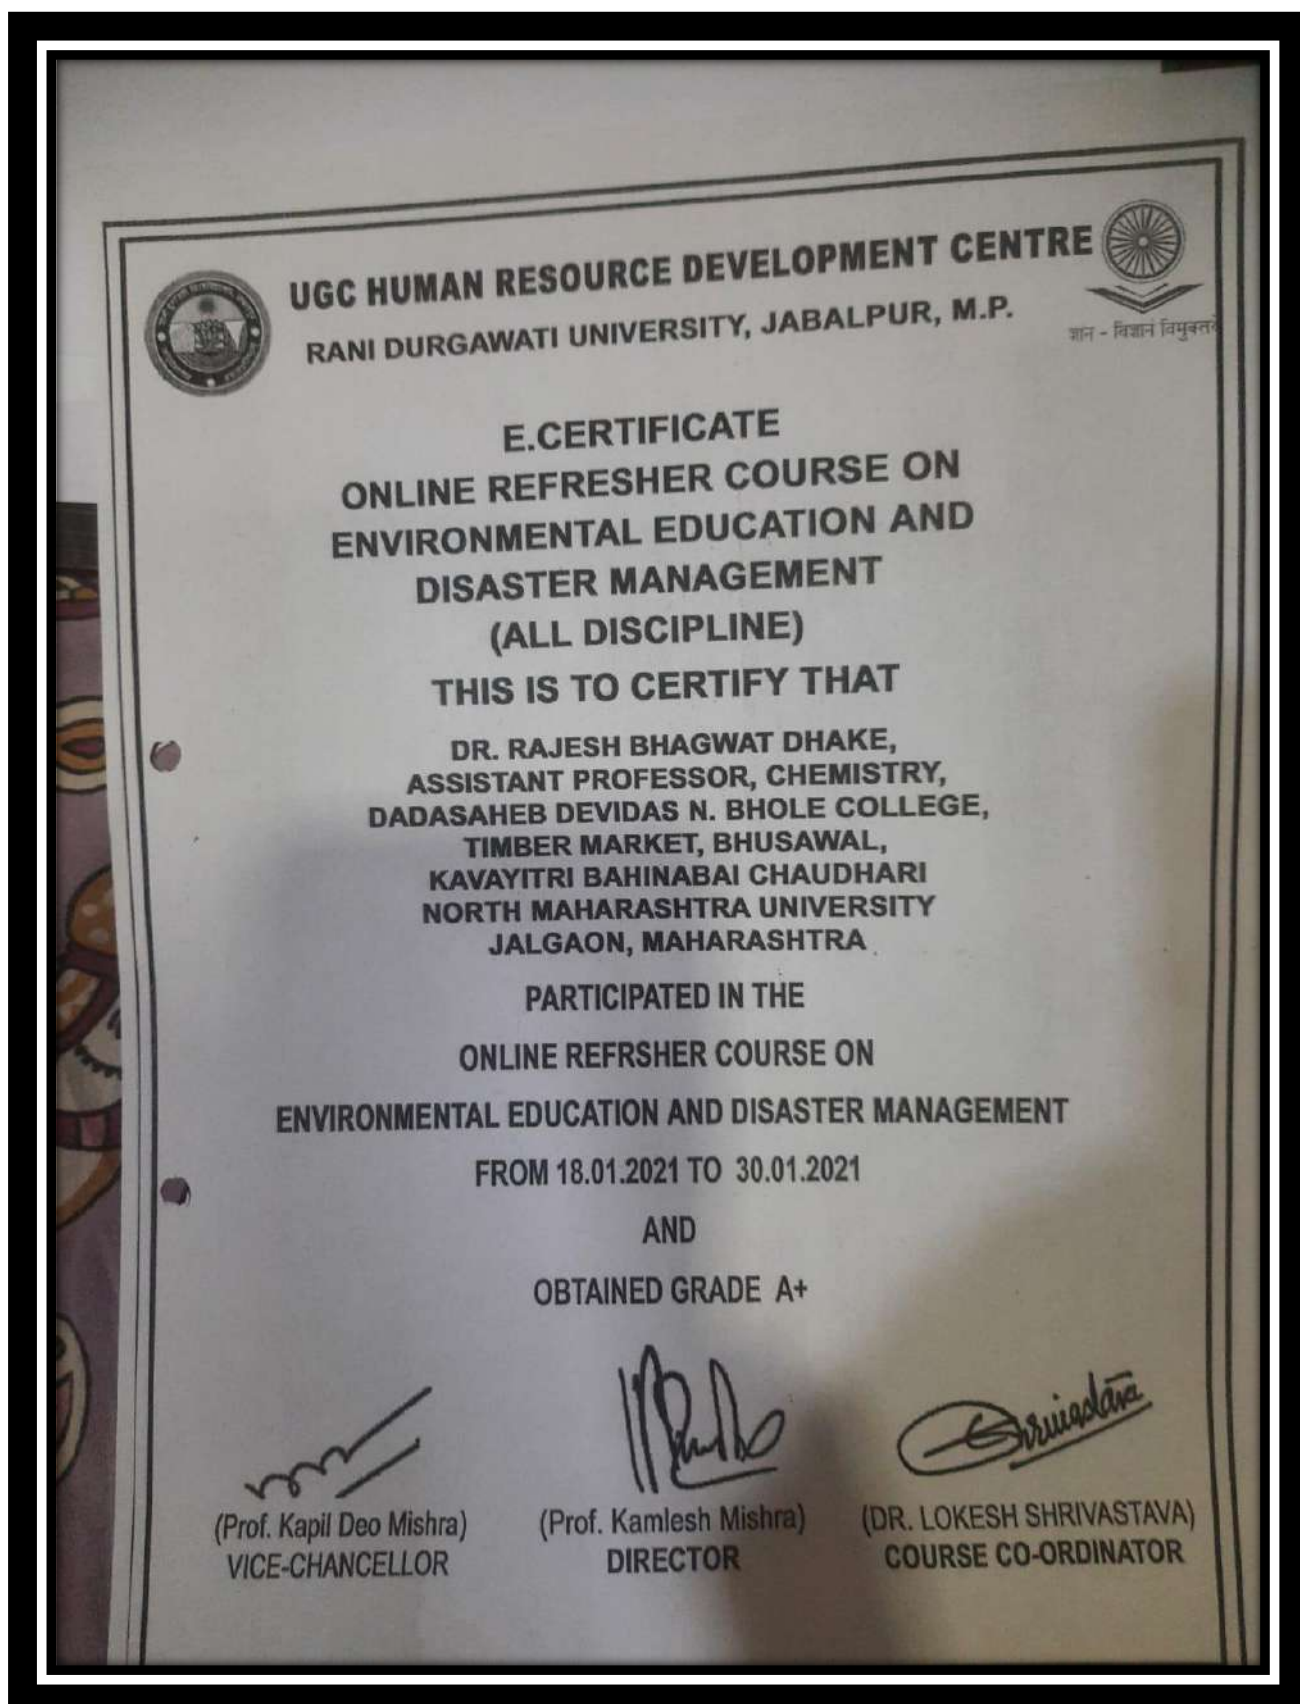 UGC HUMAN RESOURCE DEVELOPMENT CENTRE
RANI DURGAWATI UNIVERSITY, JABALPUR, M.P.
ज्ञान - विज्ञान विमुक्तये
E.CERTIFICATE
ONLINE REFRESHER COURSE ON
ENVIRONMENTAL EDUCATION AND
DISASTER MANAGEMENT
(ALL DISCIPLINE)
THIS IS TO CERTIFY THAT
DR. RAJESH BHAGWAT DHAKE,
ASSISTANT PROFESSOR, CHEMISTRY,
DADASAHEB DEVIDAS N. BHOLE COLLEGE,
TIMBER MARKET, BHUSAWAL,
KAVAYITRI BAHINABAI CHAUDHARI
NORTH MAHARASHTRA UNIVERSITY
JALGAON, MAHARASHTRA
PARTICIPATED IN THE
ONLINE REFRSHER COURSE ON
ENVIRONMENTAL EDUCATION AND DISASTER MANAGEMENT
FROM 18.01.2021 TO 30.01.2021
AND
OBTAINED GRADE A+
Shrivastava
(Prof. Kapil Deo Mishra) (Prof. Kamlesh Mishra) (DR. LOKESH SHRIVASTAVA)
VICE-CHANCELLOR DIRECTOR COURSE CO-ORDINATOR